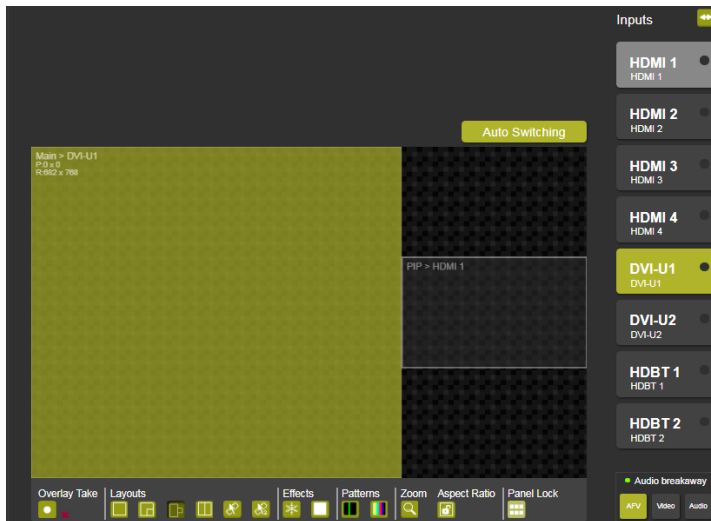 Inputs
HDMI 1
HDMI 1
HDMI 2
HDMI 2
Auto Switching
Main > DVI-U1
P:0 x 0
R:682 x 768
HDMI 3
HDMI 3
HDMI 4
HDMI 4
PIP > HDMI 1
DVI-U1
DVI-U1
DVI-U2
DVI-U2
HDBT 1
HDBT 1
HDBT 2
HDBT 2
Audio breakaway
AFV Video Audio
Overlay Take Layouts Effects Patterns Zoom Aspect Ratio Panel Lock